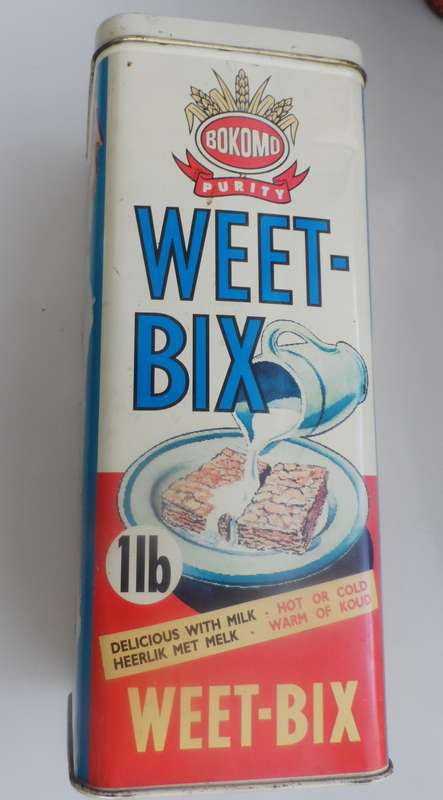 BOKOMO
PURITY
WEET-
BIX
1lb
DELICIOUS WITH MILK · HOT OR COLD
HEERLIK MET MELK · WARM OF KOUD
WEET-BIX